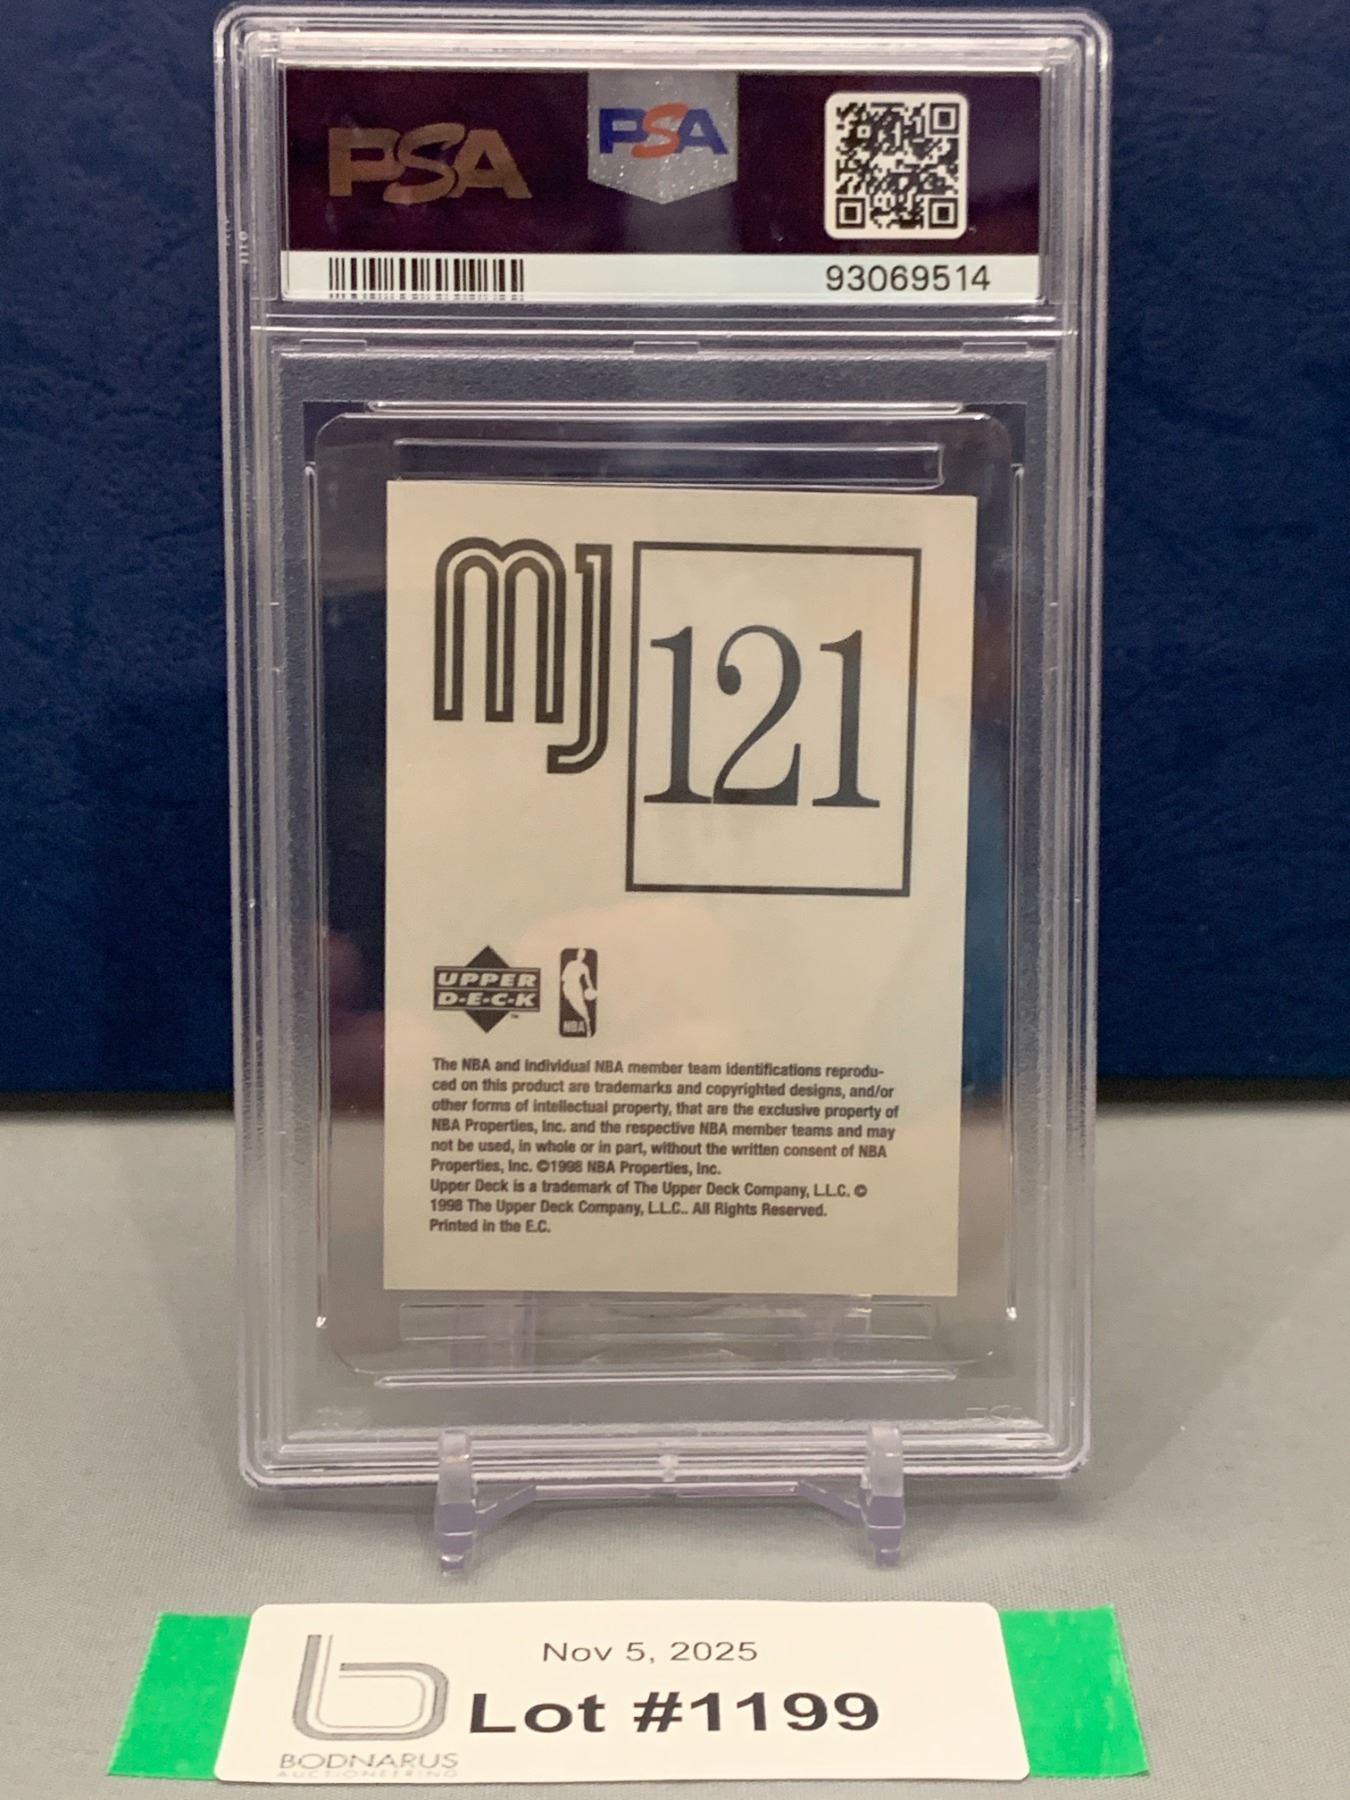 PSA
PSA
93069514
MJ 121
UPPER
D•E•C•K
™
NBA
The NBA and individual NBA member team identifications reprodu-
ced on this product are trademarks and copyrighted designs, and/or
other forms of intellectual property, that are the exclusive property of
NBA Properties, Inc. and the respective NBA member teams and may
not be used, in whole or in part, without the written consent of NBA
Properties, Inc. ©1998 NBA Properties, Inc.
Upper Deck is a trademark of The Upper Deck Company, L.L.C. ©
1998 The Upper Deck Company, L.L.C.. All Rights Reserved.
Printed in the E.C.
Nov 5, 2025
Lot #1199
BODNARUS
AUCTIONEERING